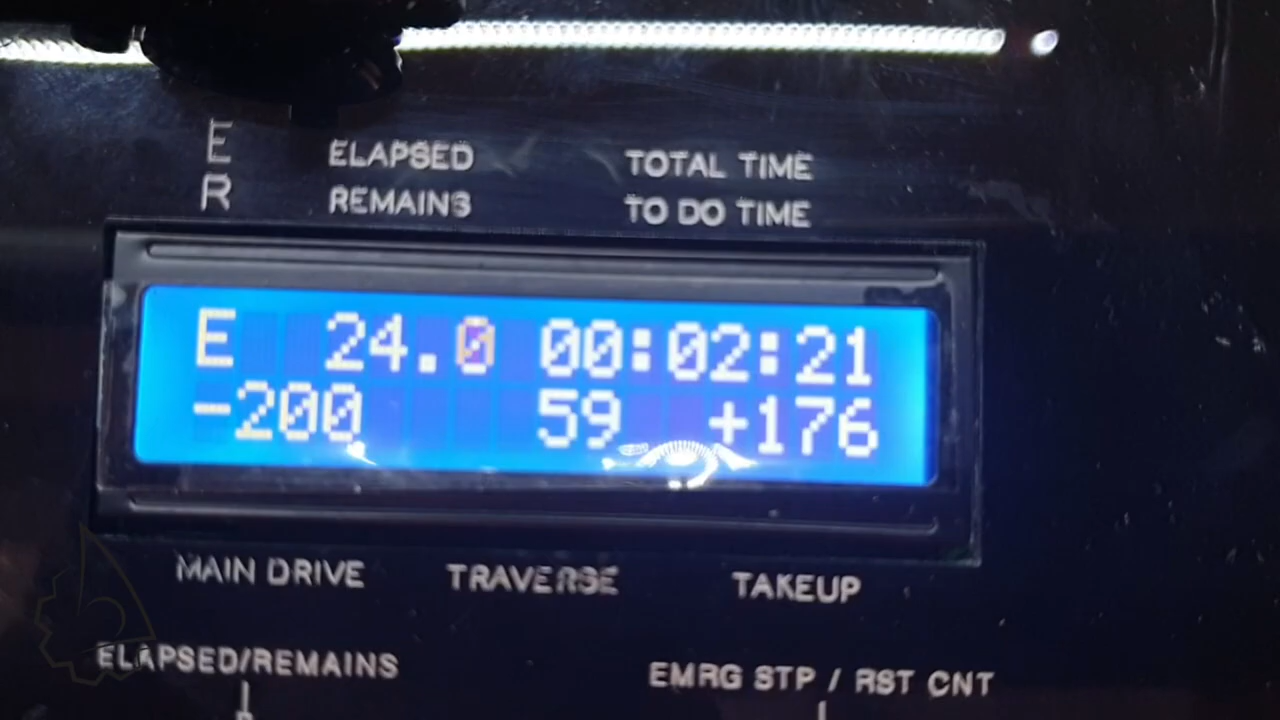 E ELAPSED TOTAL TIME
R REMAINS TO DO TIME
E 24.0 00:02:21
-200 59 +176
MAIN DRIVE TRAVERSE TAKEUP
ELAPSED/REMAINS EMRG STP / RST CNT